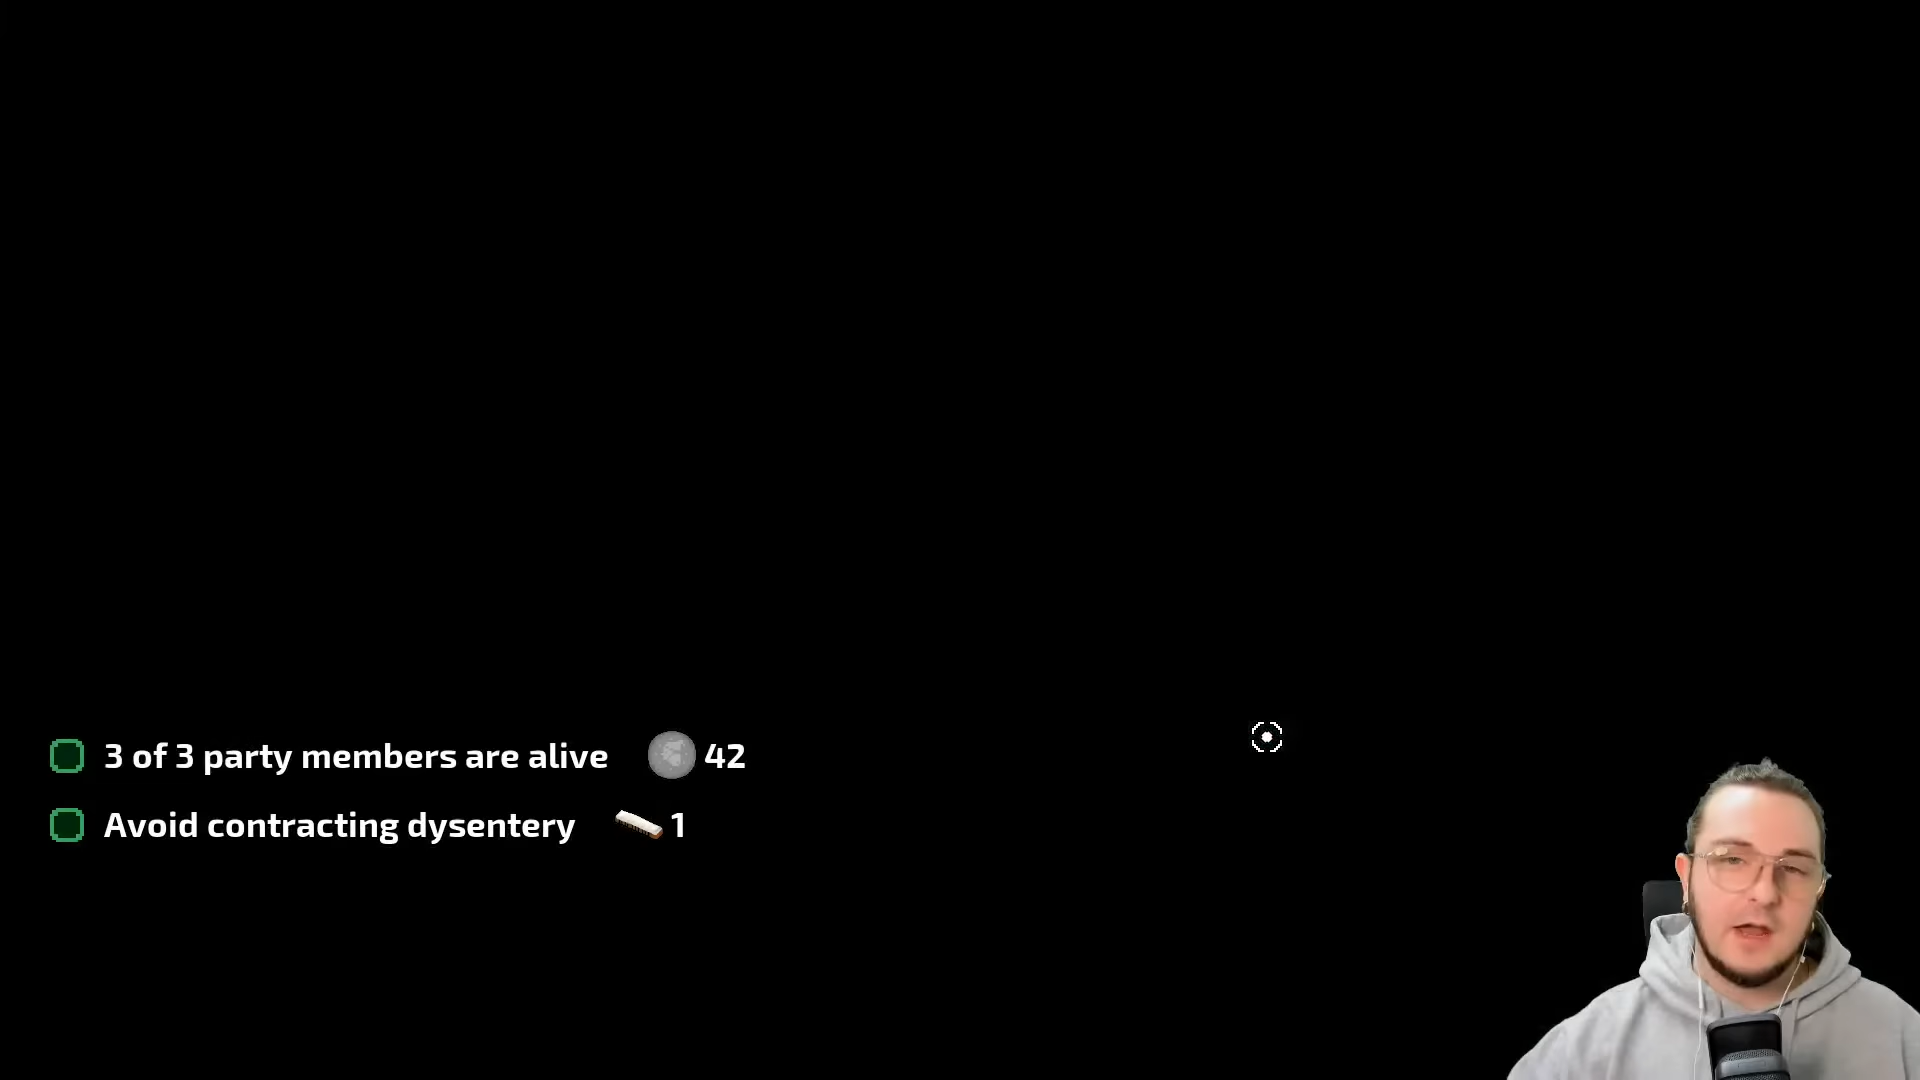 3 of 3 party members are alive 42
Avoid contracting dysentery 1